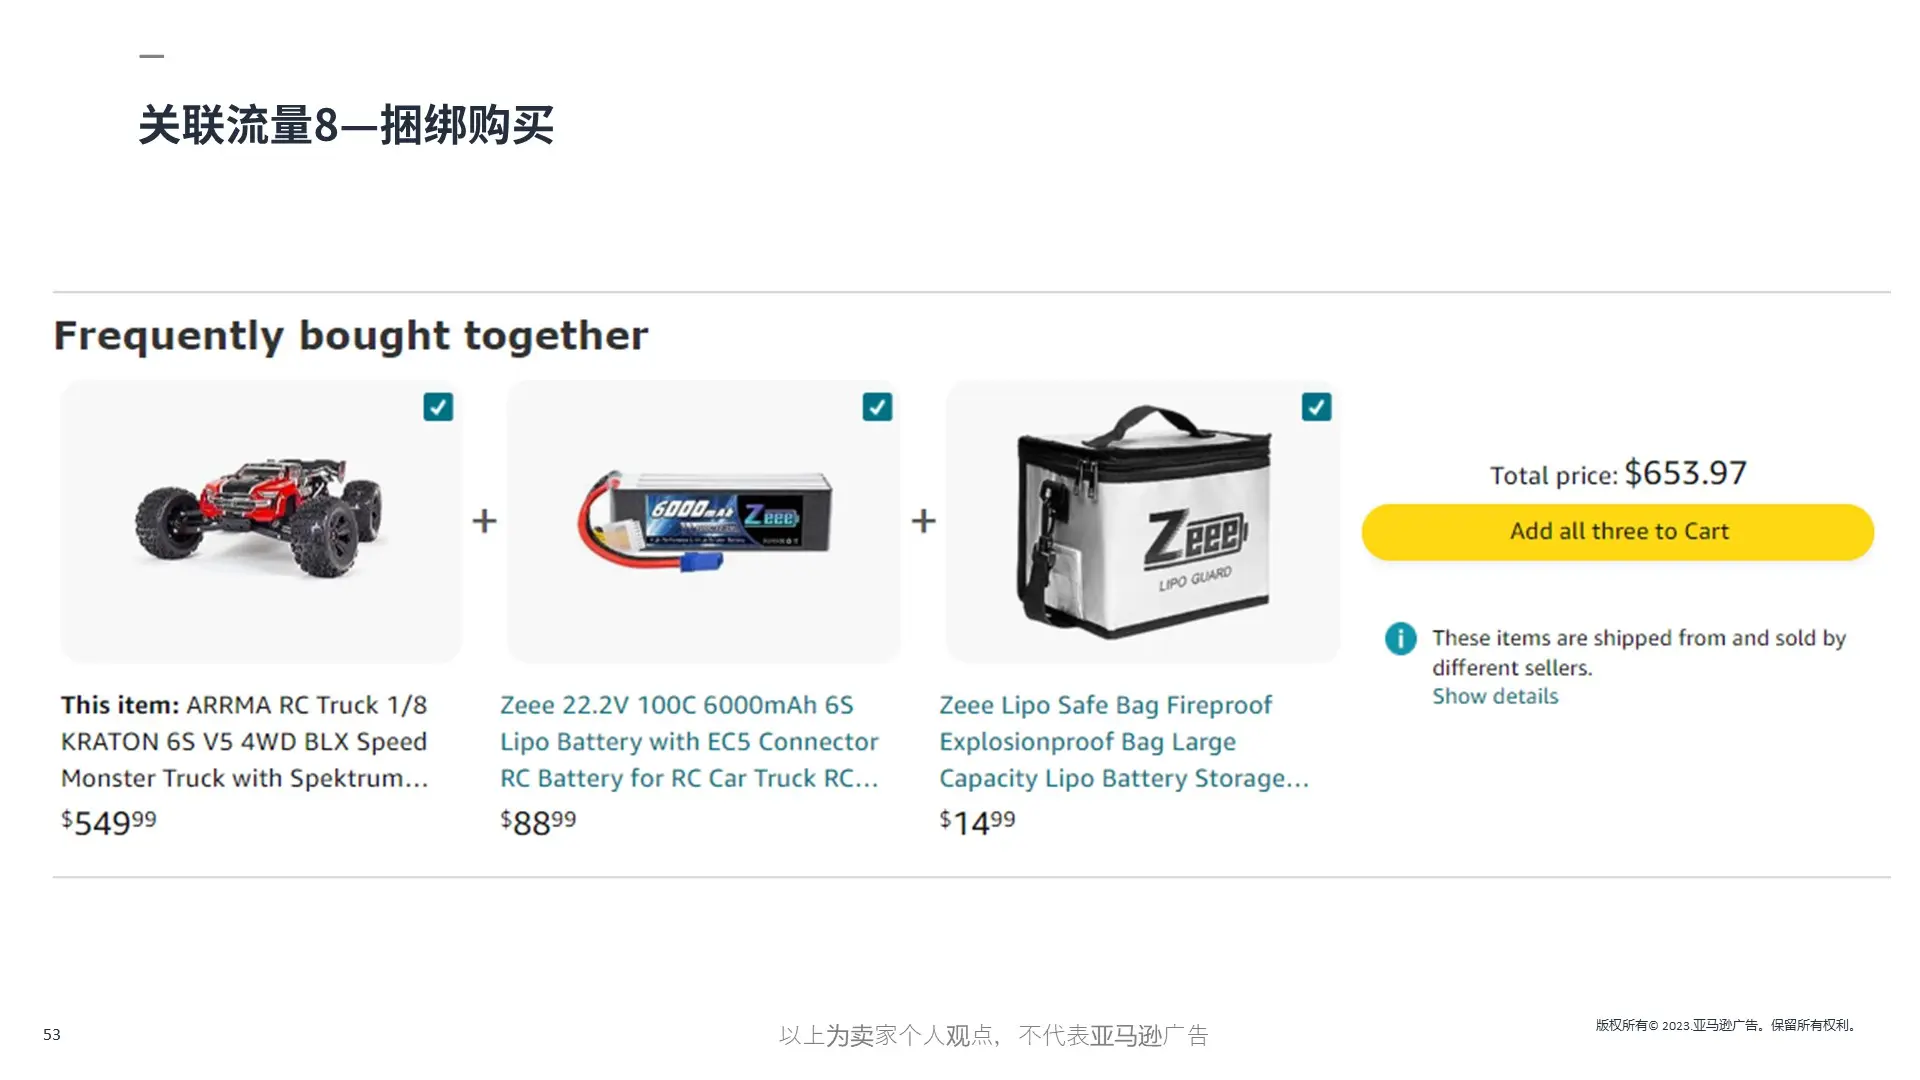 关联流量8—捆绑购买
Frequently bought together
6000mAh Zeee
Zeee
LIPO GUARD
+
+
Total price: $653.97
Add all three to Cart
These items are shipped from and sold by
different sellers.
Show details
This item: ARRMA RC Truck 1/8
KRATON 6S V5 4WD BLX Speed
Monster Truck with Spektrum...
$54999
Zeee 22.2V 100C 6000mAh 6S
Lipo Battery with EC5 Connector
RC Battery for RC Car Truck RC...
$8899
Zeee Lipo Safe Bag Fireproof
Explosionproof Bag Large
Capacity Lipo Battery Storage...
$1499
53
以上为卖家个人观点，不代表亚马逊广告
版权所有© 2023.亚马逊广告。保留所有权利。